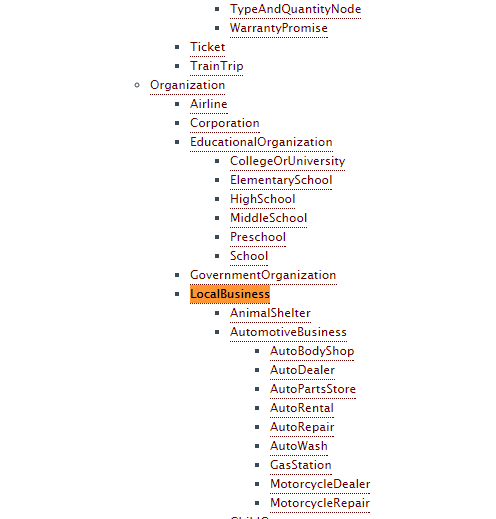 TypeAndQuantityNode
WarrantyPromise
Ticket
TrainTrip
Organization
Airline
Corporation
EducationalOrganization
CollegeOrUniversity
ElementarySchool
HighSchool
MiddleSchool
Preschool
School
GovernmentOrganization
LocalBusiness
AnimalShelter
AutomotiveBusiness
AutoBodyShop
AutoDealer
AutoPartsStore
AutoRental
AutoRepair
AutoWash
GasStation
MotorcycleDealer
MotorcycleRepair